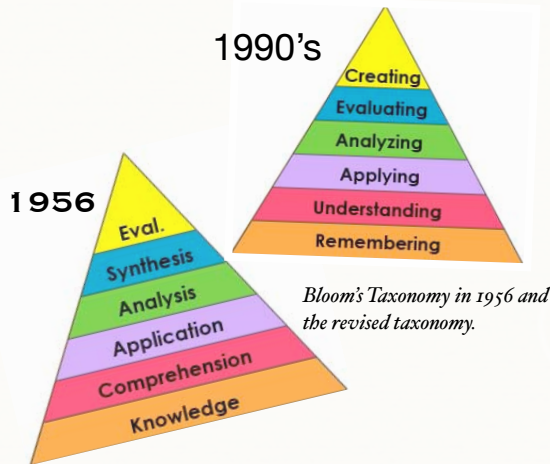 1990's
Creating
Evaluating
Analyzing
Applying
Understanding
Remembering
1956
Eval.
Synthesis
Analysis
Application
Comprehension
Knowledge
Bloom's Taxonomy in 1956 and
the revised taxonomy.